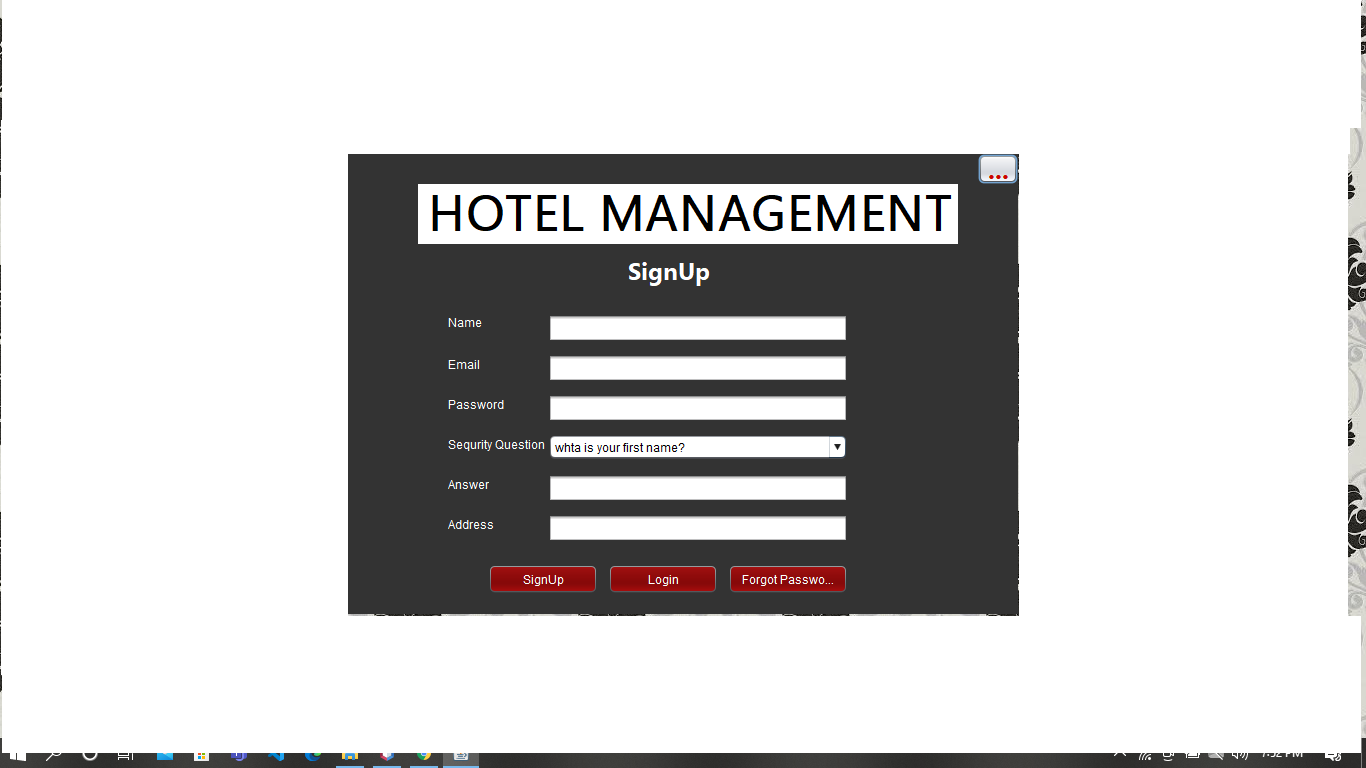 ...
HOTEL MANAGEMENT
SignUp
Name
Email
Password
Sequrity Question whta is your first name?
Answer
Address
SignUp Login Forgot Passwo...
7:52 PM